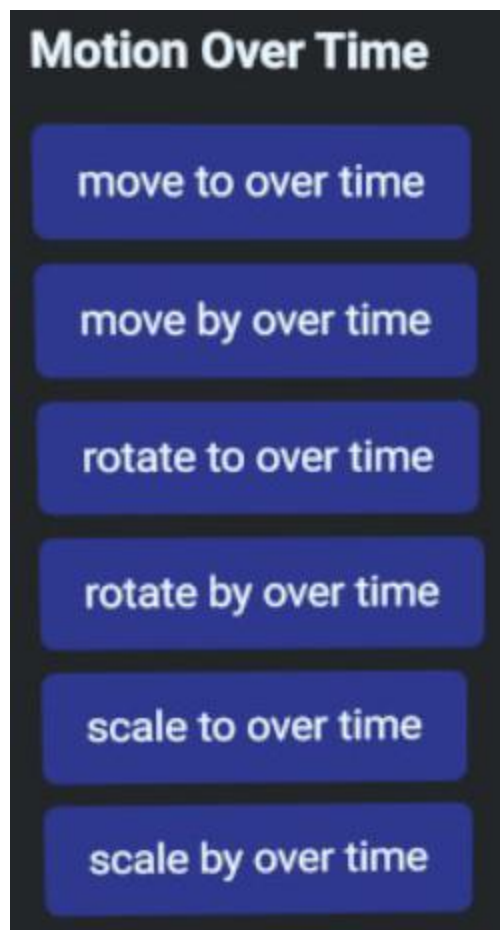 Motion Over Time
move to over time
move by over time
rotate to over time
rotate by over time
scale to over time
scale by over time